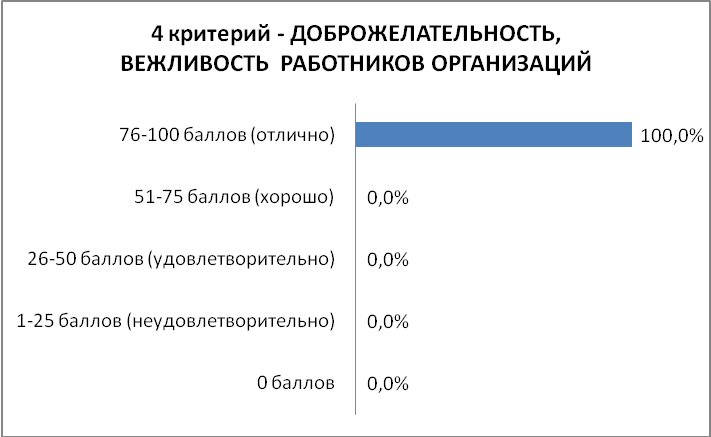 4 критерий - ДОБРОЖЕЛАТЕЛЬНОСТЬ,
ВЕЖЛИВОСТЬ РАБОТНИКОВ ОРГАНИЗАЦИЙ
76-100 баллов (отлично) 100,0%
51-75 баллов (хорошо) 0,0%
26-50 баллов (удовлетворительно) 0,0%
1-25 баллов (неудовлетворительно) 0,0%
0 баллов 0,0%